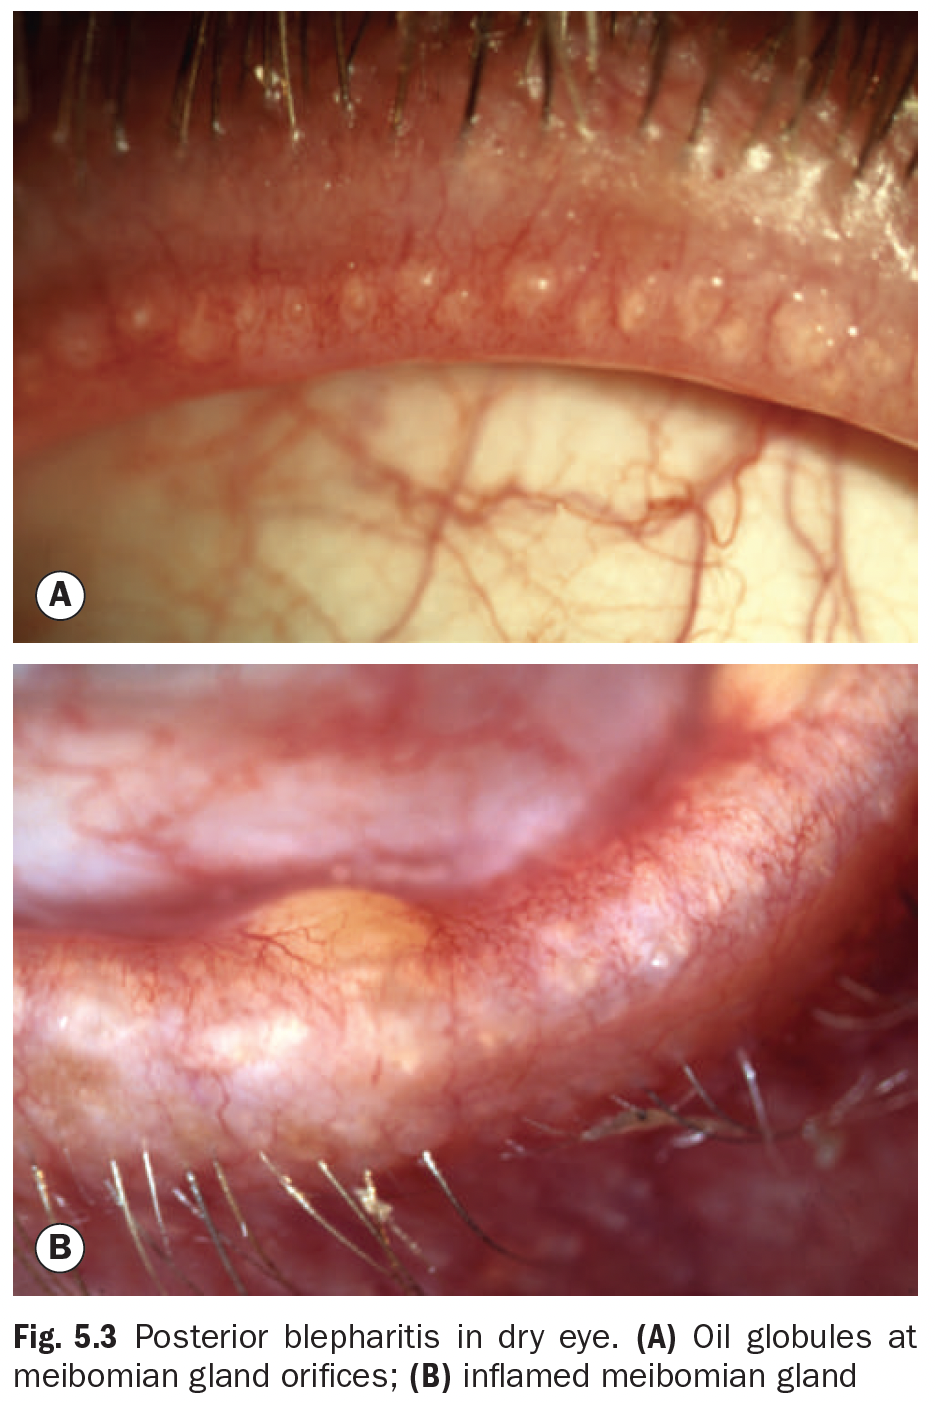 A
B
Fig. 5.3 Posterior blepharitis in dry eye. (A) Oil globules at
meibomian gland orifices; (B) inflamed meibomian gland